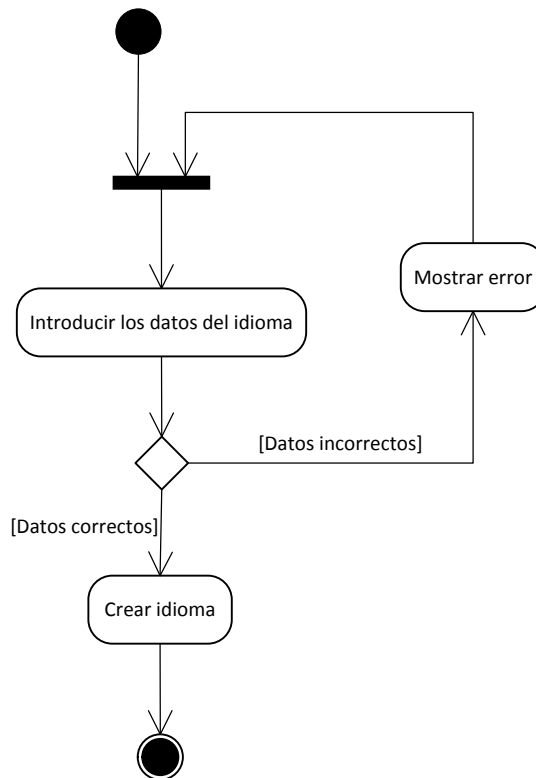 Mostrar error
Introducir los datos del idioma
[Datos incorrectos]
[Datos correctos]
Crear idioma